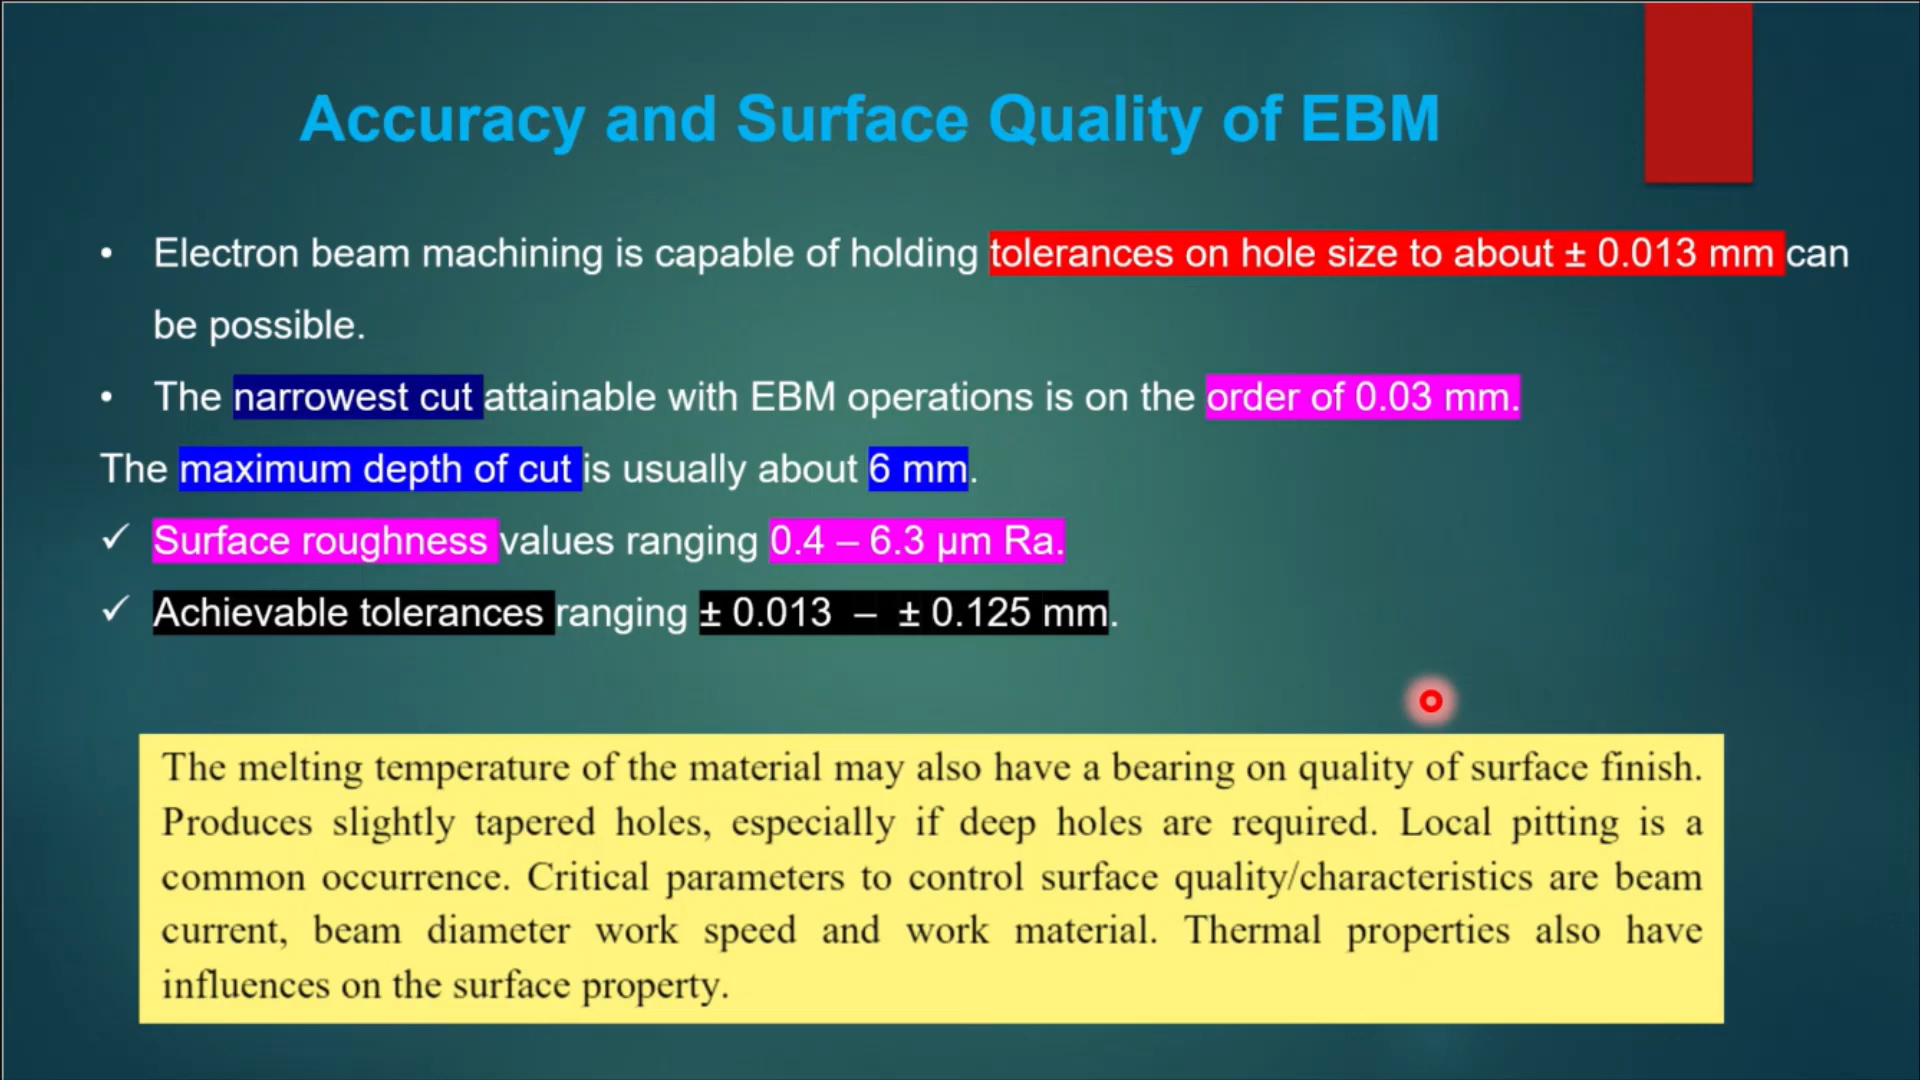 Accuracy and Surface Quality of EBM
• Electron beam machining is capable of holding tolerances on hole size to about ± 0.013 mm can
be possible.
• The narrowest cut attainable with EBM operations is on the order of 0.03 mm.
The maximum depth of cut is usually about 6 mm.
✓ Surface roughness values ranging 0.4 – 6.3 µm Ra.
✓ Achievable tolerances ranging ± 0.013 – ± 0.125 mm.
The melting temperature of the material may also have a bearing on quality of surface finish.
Produces slightly tapered holes, especially if deep holes are required. Local pitting is a
common occurrence. Critical parameters to control surface quality/characteristics are beam
current, beam diameter work speed and work material. Thermal properties also have
influences on the surface property.